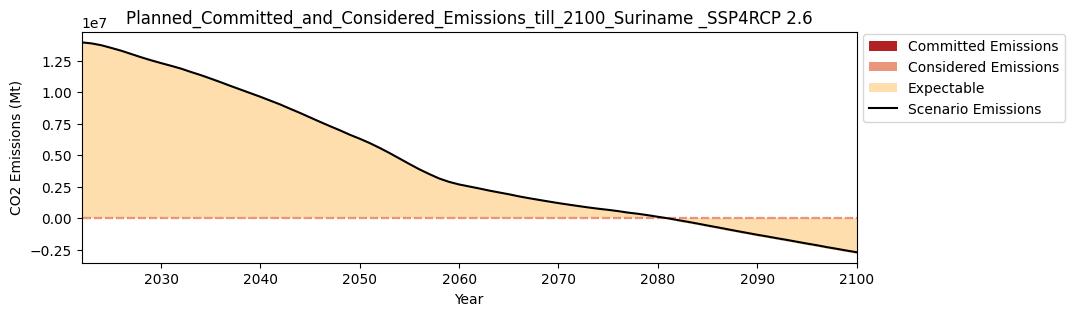 Planned_Committed_and_Considered_Emissions_till_2100_Suriname _SSP4RCP 2.6
1e7
CO2 Emissions (Mt)
1.25
1.00
0.75
0.50
0.25
0.00
−0.25
2030
2040
2050
2060
2070
2080
2090
2100
Year
Committed Emissions
Considered Emissions
Expectable
Scenario Emissions